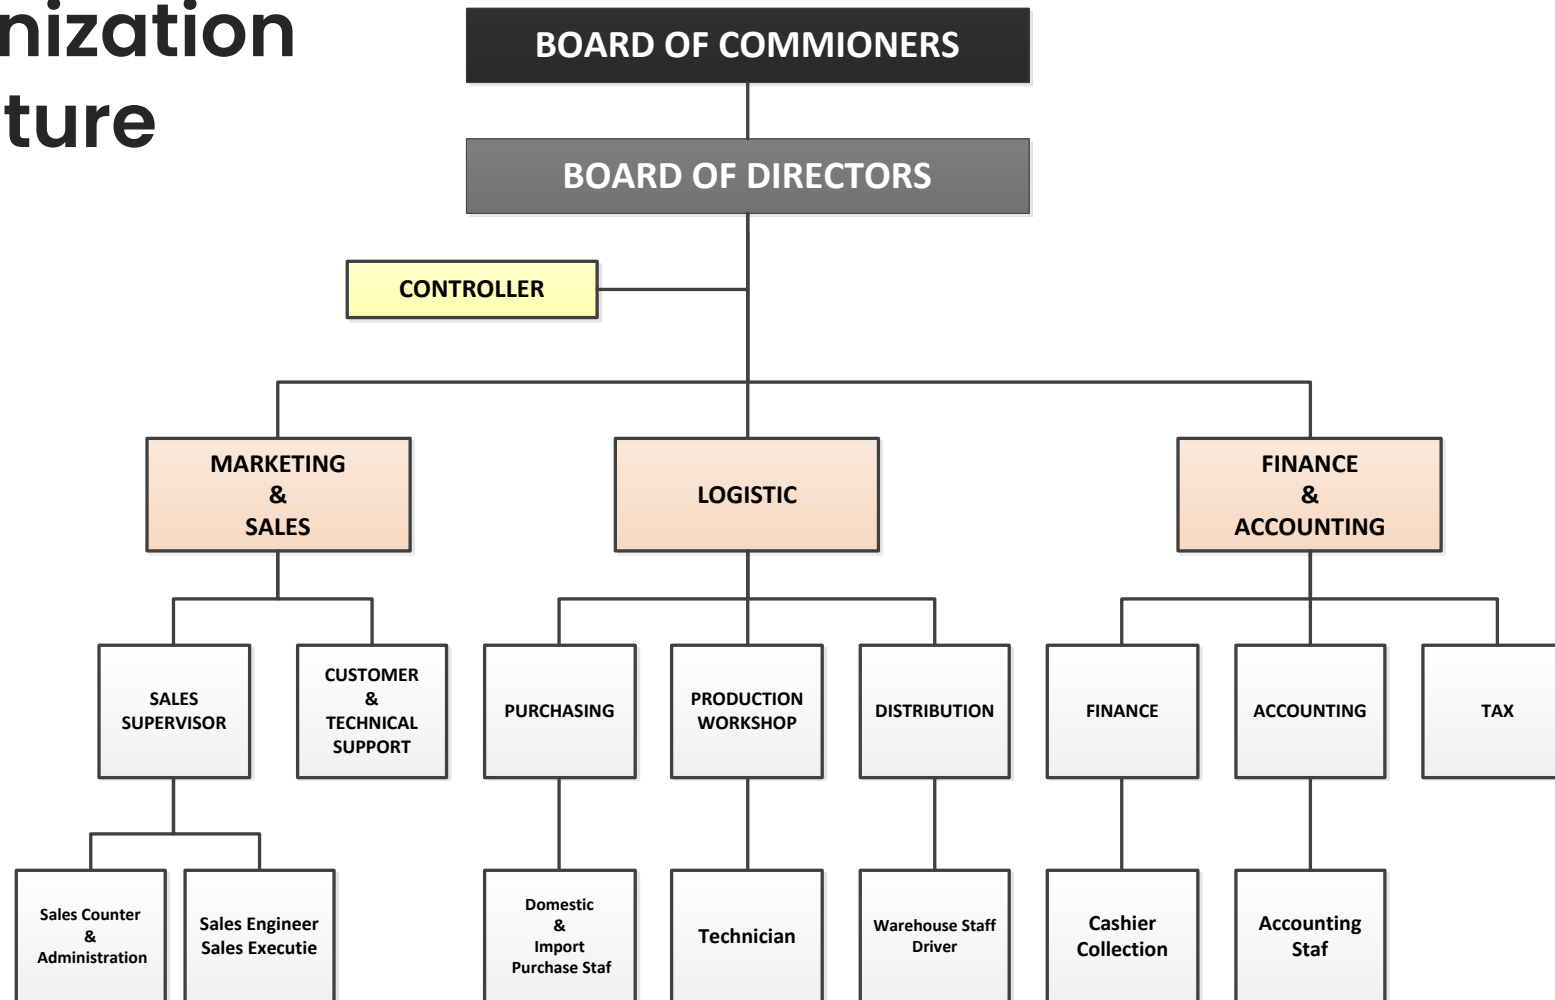 nization
ture
BOARD OF COMMIONERS
BOARD OF DIRECTORS
CONTROLLER
MARKETING
&
SALES
LOGISTIC
FINANCE
&
ACCOUNTING
SALES
SUPERVISOR
CUSTOMER
&
TECHNICAL
SUPPORT
PURCHASING
PRODUCTION
WORKSHOP
DISTRIBUTION
FINANCE
ACCOUNTING
TAX
Sales Counter
&
Administration
Sales Engineer
Sales Executie
Domestic
&
Import
Purchase Staf
Technician
Warehouse Staff
Driver
Cashier
Collection
Accounting
Staf